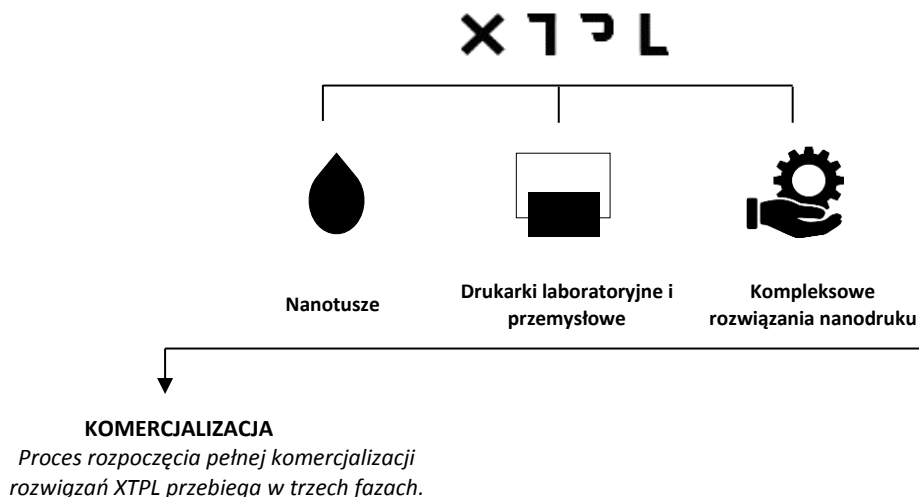 XTPL
Nanotusze
Drukarki laboratoryjne i
przemysłowe
Kompleksowe
rozwiązania nanodruku
KOMERCJALIZACJA
Proces rozpoczęcia pełnej komercjalizacji
rozwiązań XTPL przebiega w trzech fazach.